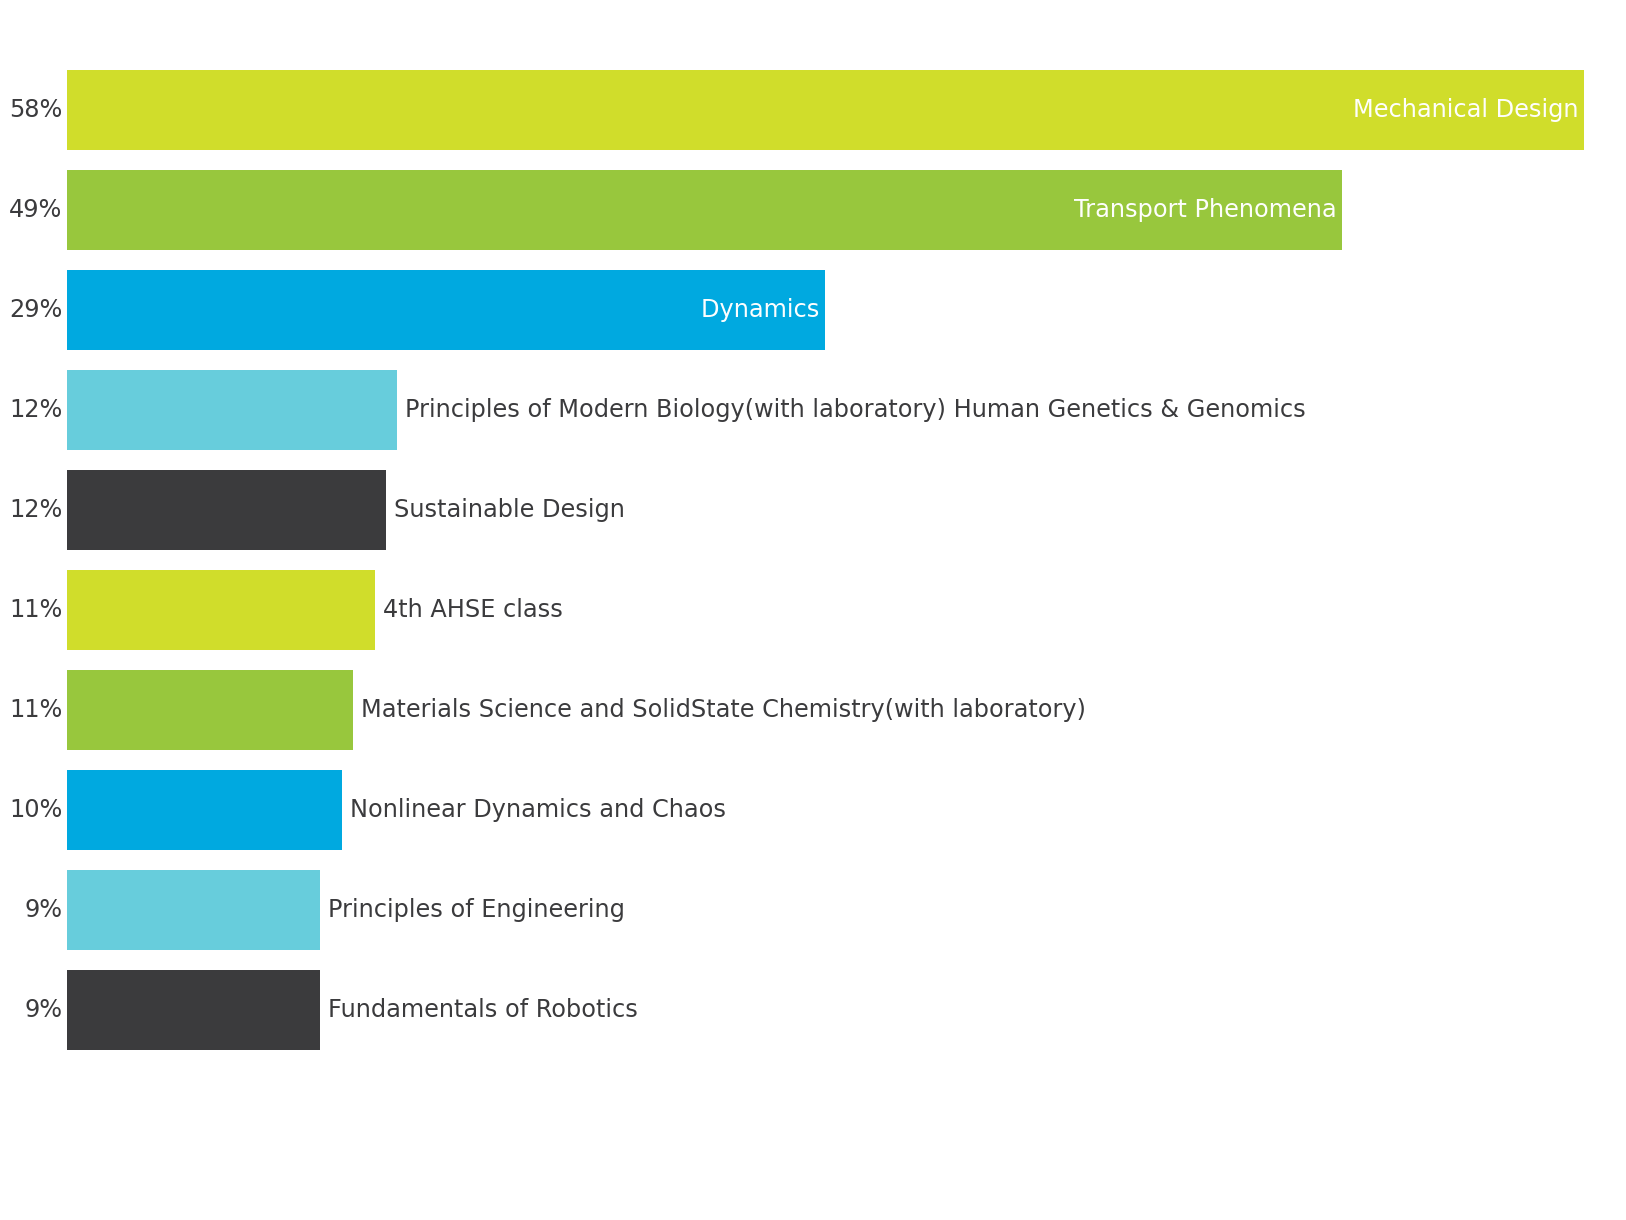 58% Mechanical Design
49% Transport Phenomena
29% Dynamics
12% Principles of Modern Biology(with laboratory) Human Genetics & Genomics
12% Sustainable Design
11% 4th AHSE class
11% Materials Science and SolidState Chemistry(with laboratory)
10% Nonlinear Dynamics and Chaos
9% Principles of Engineering
9% Fundamentals of Robotics